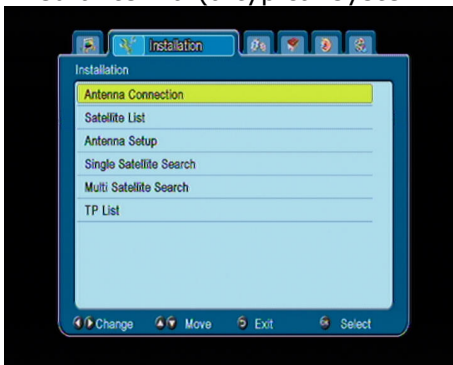 Installation
Installation
Antenna Connection
Satellite List
Antenna Setup
Single Satellite Search
Multi Satellite Search
TP List
Change Move Exit Select